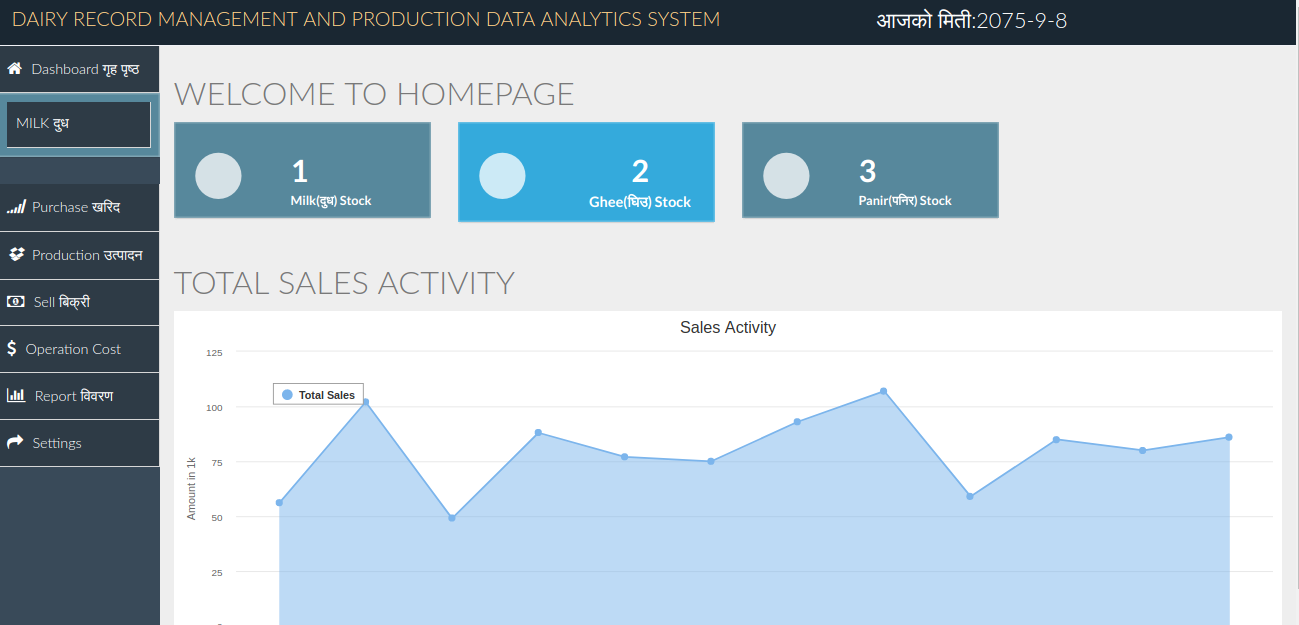 DAIRY RECORD MANAGEMENT AND PRODUCTION DATA ANALYTICS SYSTEM
आजको मिती:2075-9-8
Dashboard गृह पृष्ठ
MILK दुध
Purchase खरिद
Production उत्पादन
Sell बिक्री
Operation Cost
Report विवरण
Settings
WELCOME TO HOMEPAGE
1
Milk(दुध) Stock
2
Ghee(घिउ) Stock
3
Panir(पनिर) Stock
TOTAL SALES ACTIVITY
Sales Activity
125
Total Sales
100
75
Amount in 1k
50
25